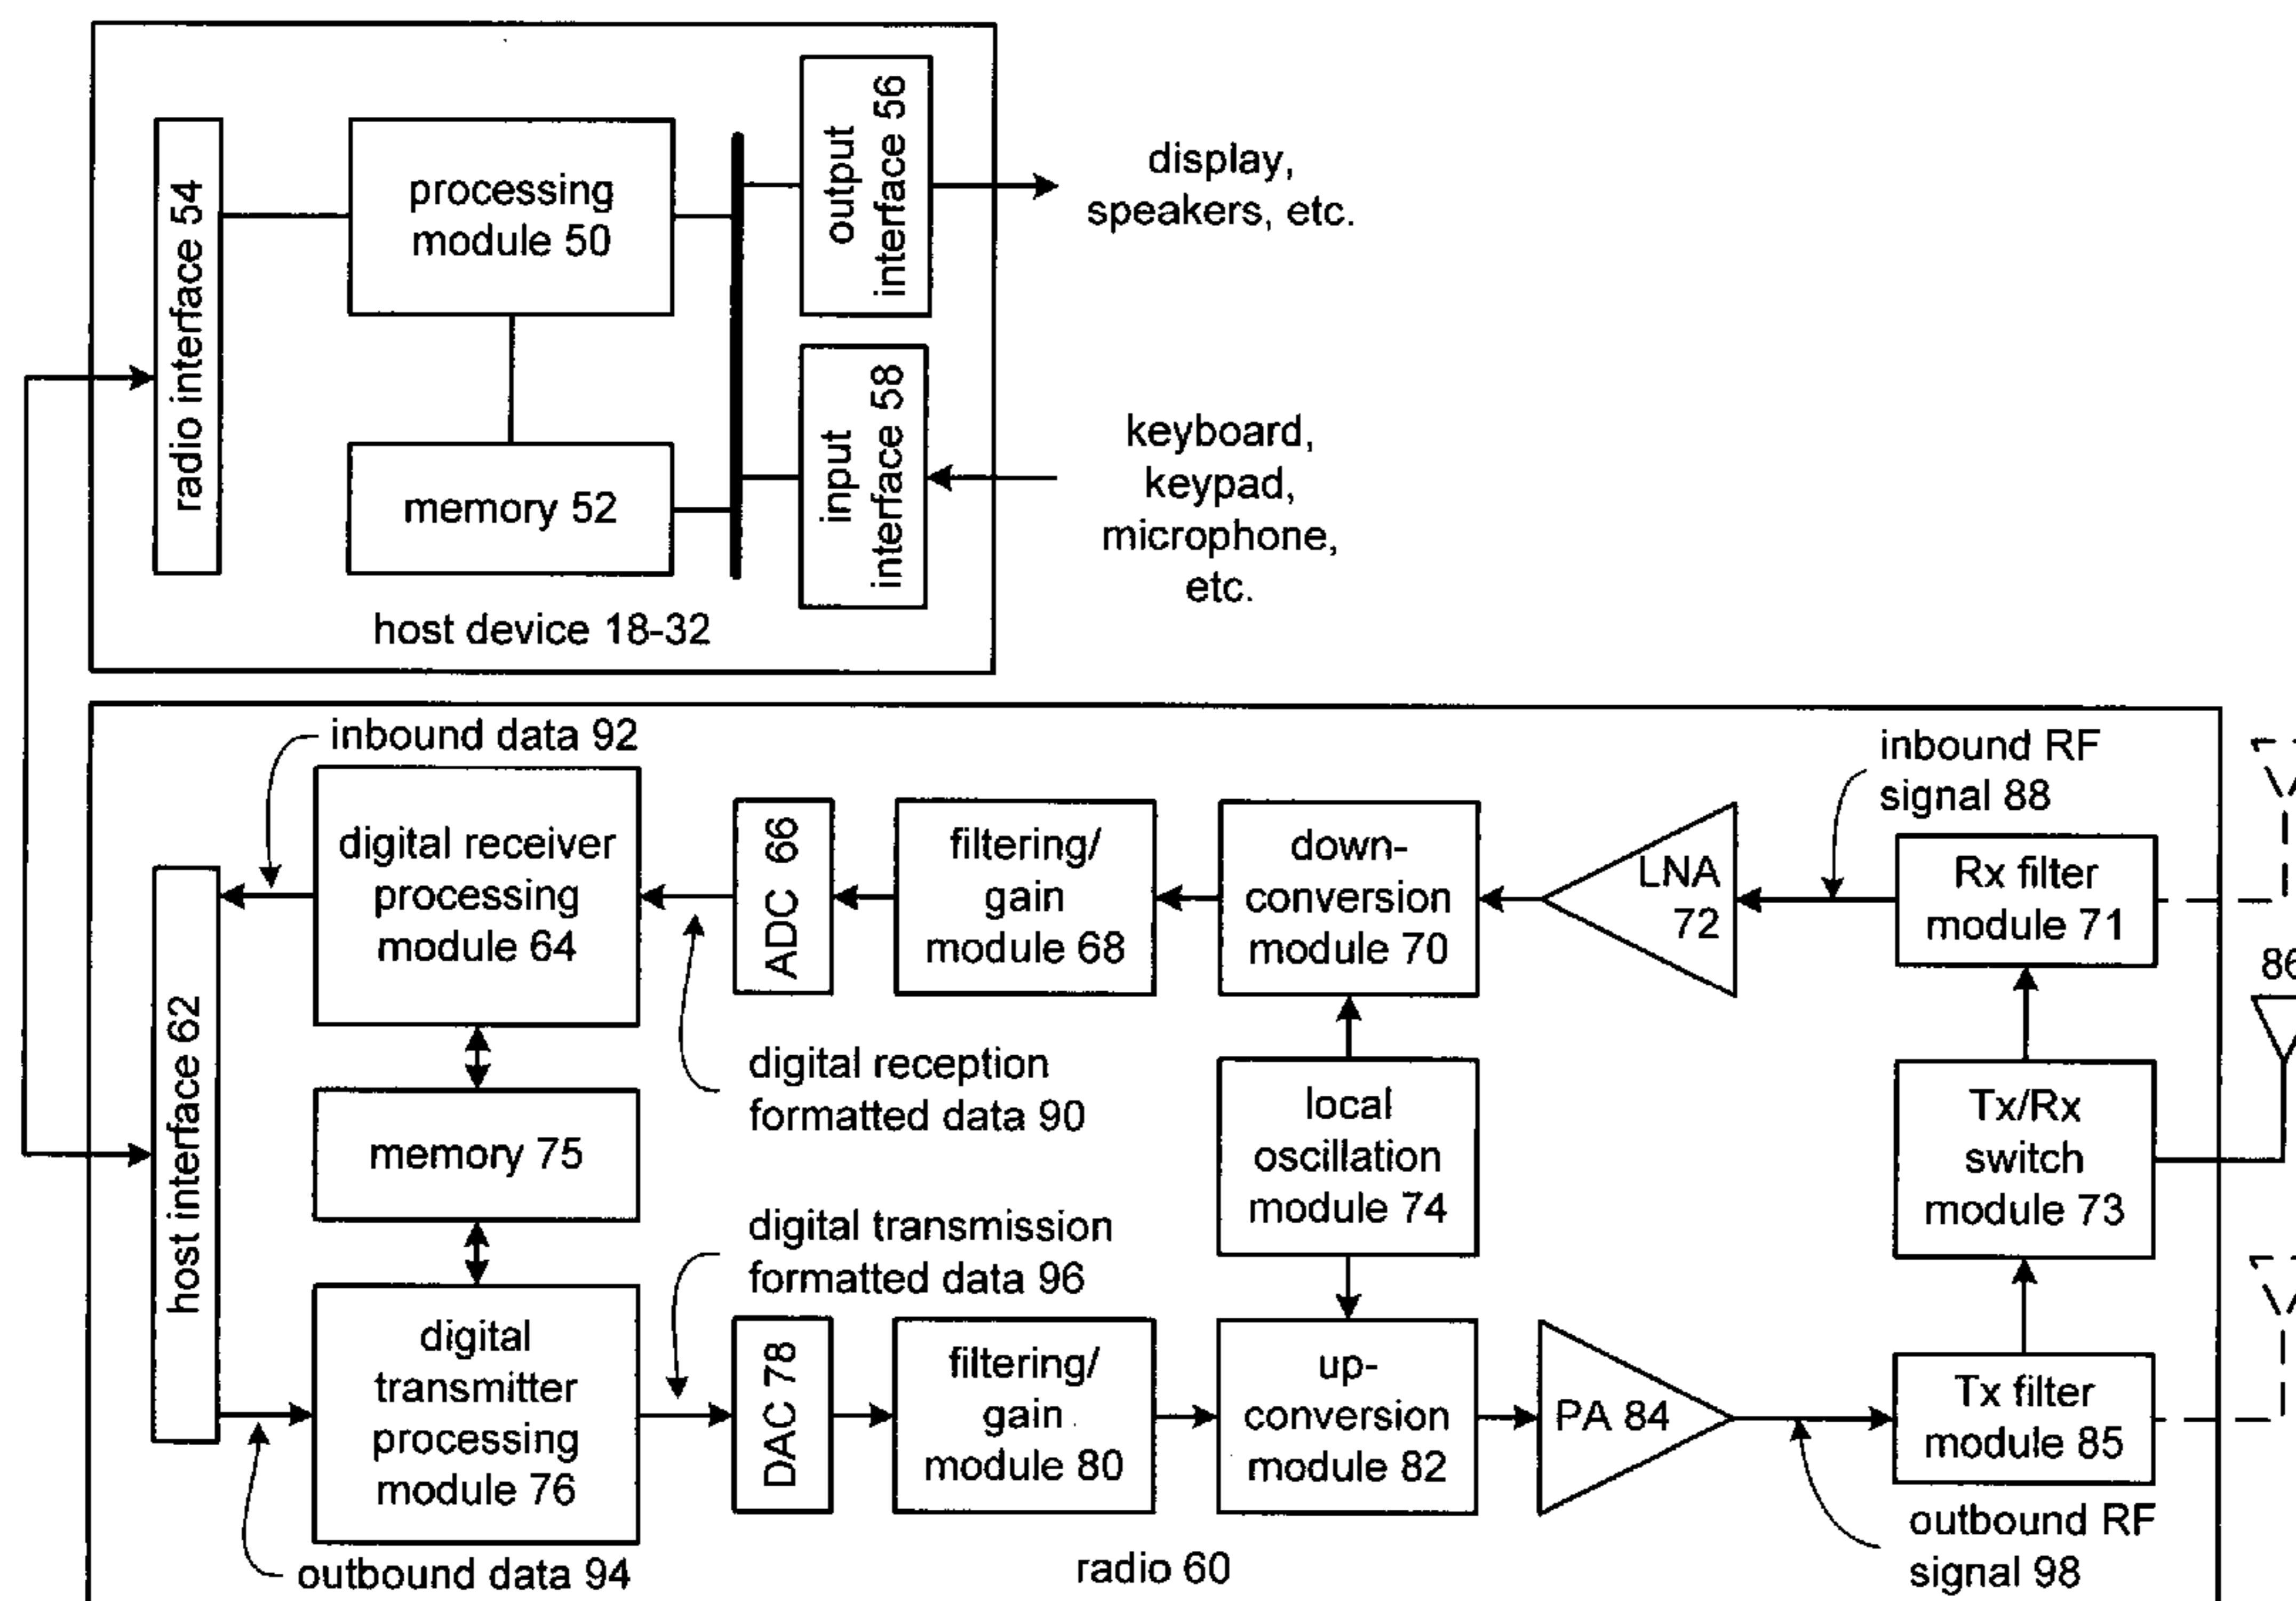 radio interface 54
processing
module 50
memory 52
output
interface 56
input
interface 58
display,
speakers, etc.
keyboard,
keypad,
microphone,
etc.
host device 18-32
inbound data 92
host interface 62
digital receiver
processing
module 64
ADC 66
filtering/
gain
module 68
down-
conversion
module 70
LNA
72
inbound RF
signal 88
Rx filter
module 71
86
digital reception
formatted data 90
memory 75
local
oscillation
module 74
Tx/Rx
switch
module 73
digital transmission
formatted data 96
digital
transmitter
processing
module 76
DAC 78
filtering/
gain
module 80
up-
conversion
module 82
PA 84
Tx filter
module 85
outbound RF
signal 98
outbound data 94
radio 60